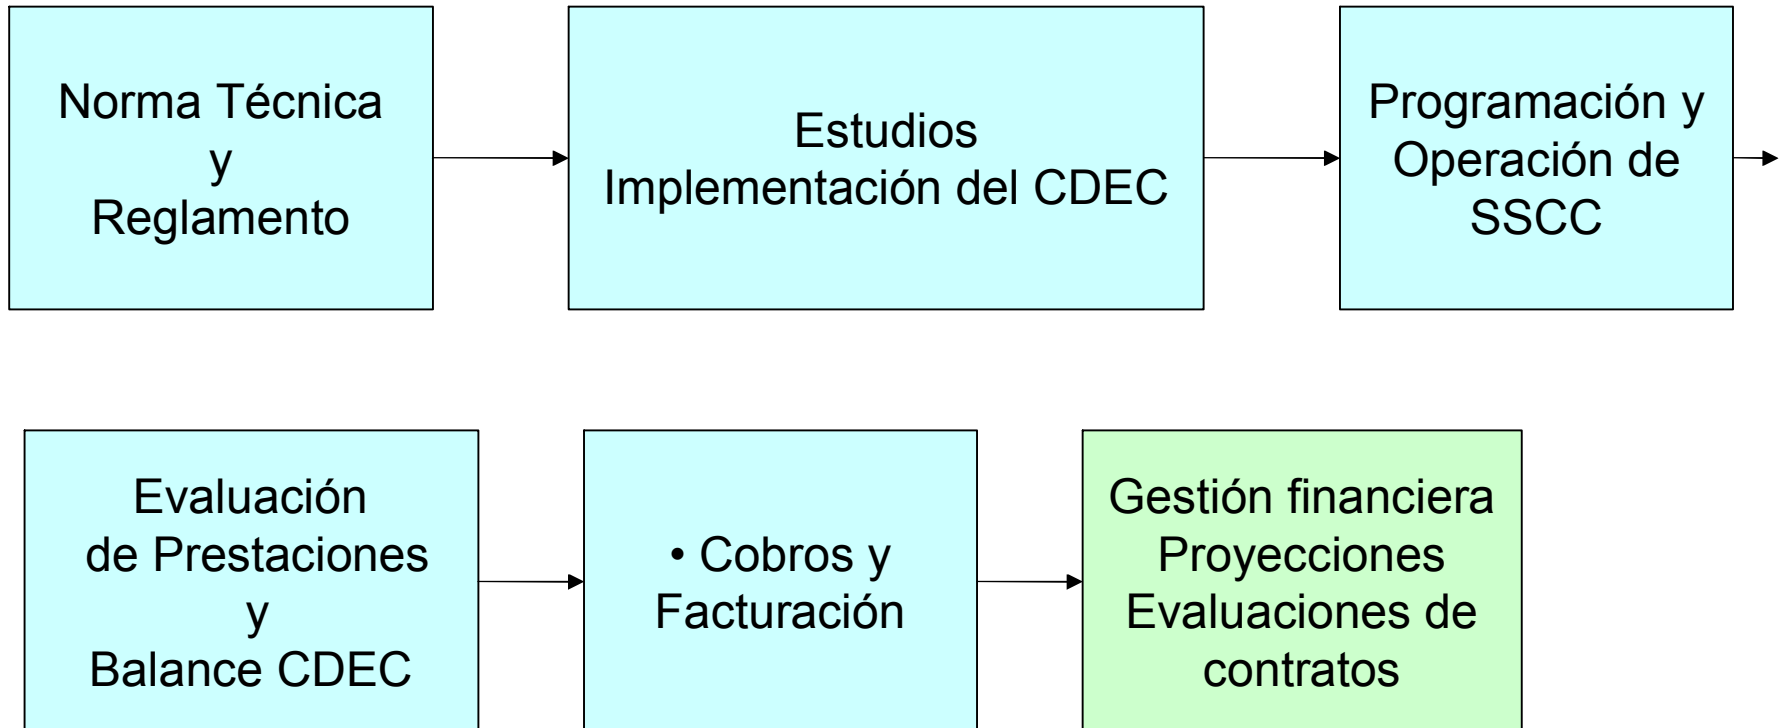 Norma Técnica
y
Reglamento
Estudios
Implementación del CDEC
Programación y
Operación de
SSCC
Evaluación
de Prestaciones
y
Balance CDEC
• Cobros y
Facturación
Gestión financiera
Proyecciones
Evaluaciones de
contratos